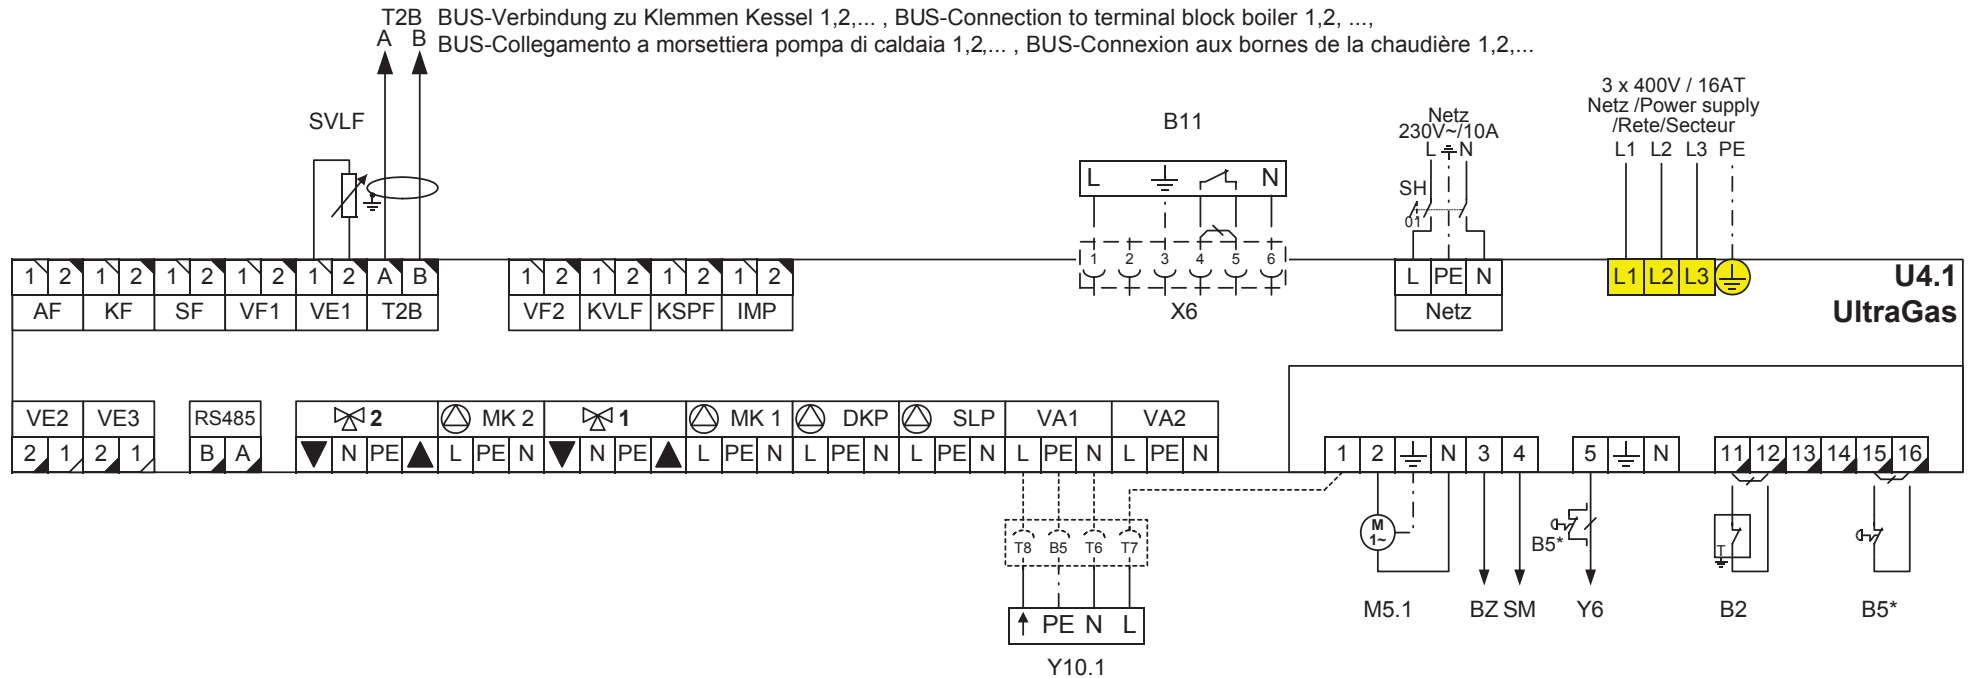 T2B BUS-Verbindung zu Klemmen Kessel 1,2,... , BUS-Connection to terminal block boiler 1,2, ...,
A B BUS-Collegamento a morsettiera pompa di caldaia 1,2,... , BUS-Connexion aux bornes de la chaudière 1,2,...
3 x 400V / 16AT
Netz /Power supply
/Rete/Secteur
L1 L2 L3 PE
SVLF
B11
Netz
230V~/10A
L N
L N
SH
01
1 2 3 4 5 6
X6
1 2 1 2 1 2 1 2 1 2 A B
AF KF SF VF1 VE1 T2B
1 2 1 2 1 2 1 2
VF2 KVLF KSPF IMP
L PE N
Netz
L1 L2 L3
U4.1
UltraGas
VE2 VE3 RS485 2 MK 2 1 MK 1 DKP SLP VA1 VA2
2 1 2 1 B A N PE L PE N N PE L PE N L PE N L PE N L PE N L PE N
1 2 N 3 4 5 N 11 12 13 14 15 16
M
1~
T8 B5 T6 T7
B5*
T
PE N L
Y10.1
M5.1 BZ SM Y6 B2 B5*